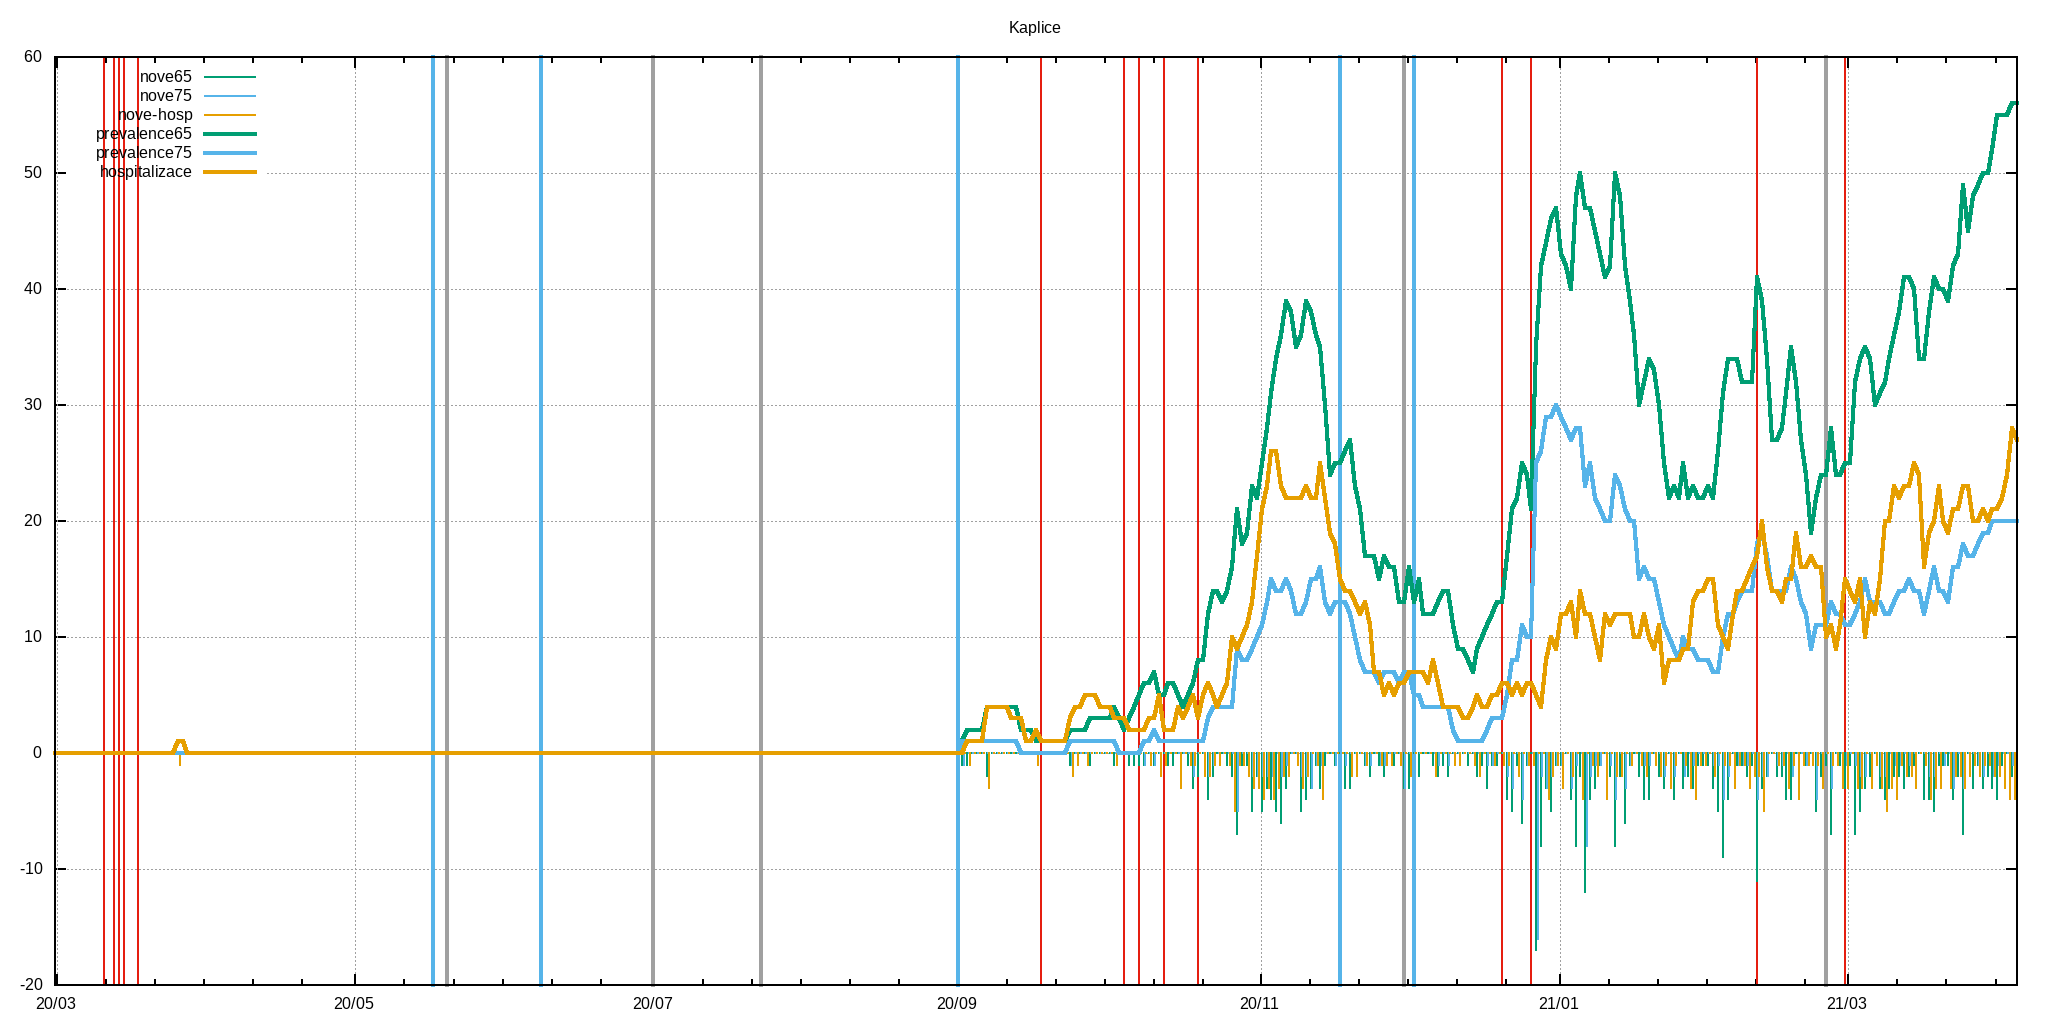 Kaplice
60
50
40
30
20
10
0
-10
-20
nove65
nove75
nove-hosp
prevalence65
prevalence75
hospitalizace
20/03 20/05 20/07 20/09 20/11 21/01 21/03